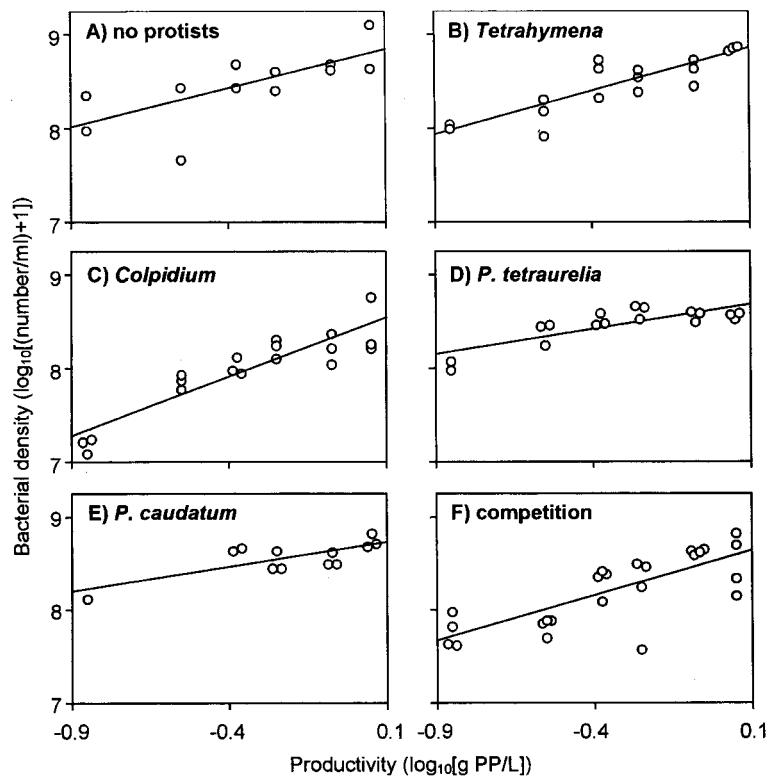 A) no protists
B) Tetrahymena
9
8
7
C) Colpidium
D) P. tetraurelia
9
8
7
E) P. caudatum
F) competition
9
8
7
-0.9
-0.4
0.1
-0.9
-0.4
0.1
Bacterial density (log10[(number/ml)+1])
Productivity (log10[g PP/L])